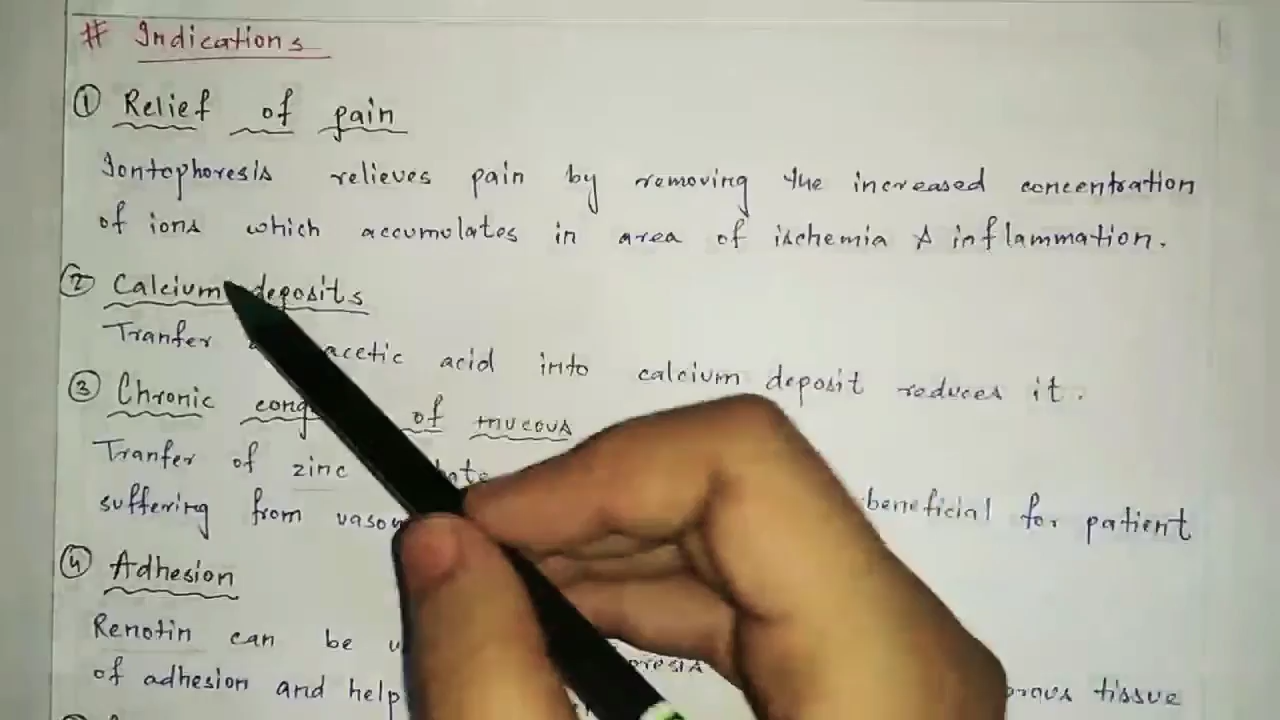 # Indications
① Relief of pain
Iontophoresis relieves pain by removing the increased concentration
of ions which accumulates in area of ischemia & inflammation.
② Calcium deposits
Tranfer acetic acid into calcium deposit reduces it.
③ Chronic of mucous
Tranfer of zinc
suffering from beneficial for patient
④ Adhesion
Renotin can be
of adhesion and help tissue